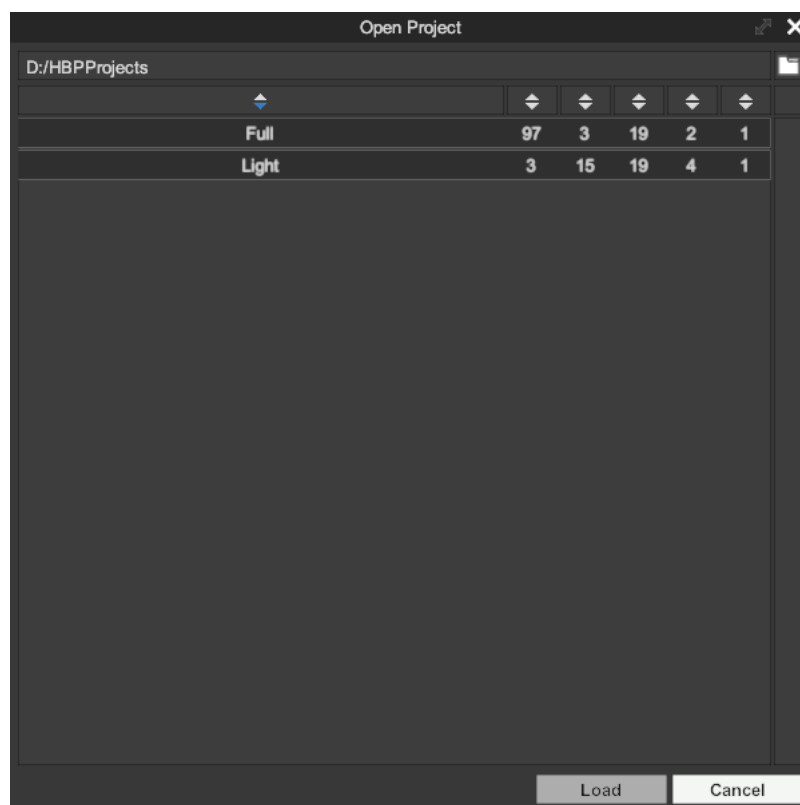 Open Project
D:/HBPProjects
Full 97 3 19 2 1
Light 3 15 19 4 1
Load Cancel